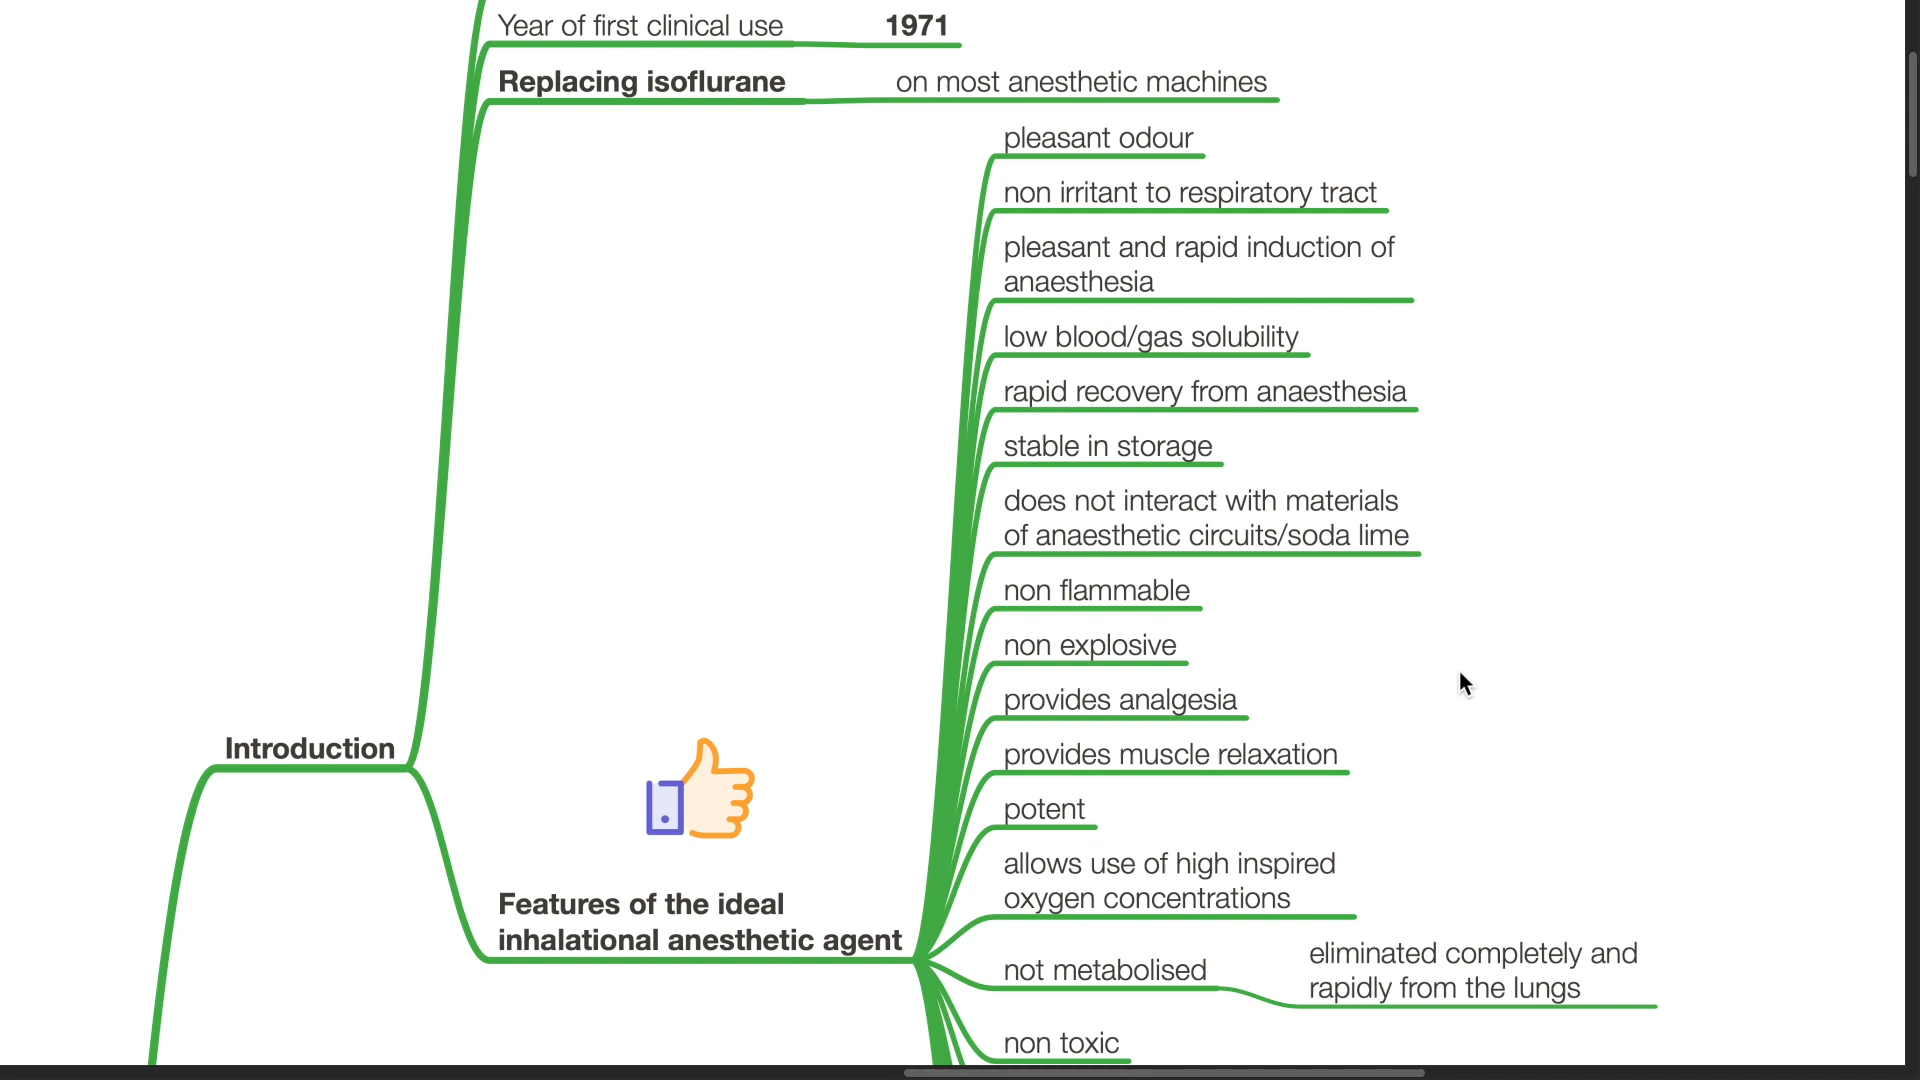 Year of first clinical use 1971
Replacing isoflurane on most anesthetic machines
pleasant odour
non irritant to respiratory tract
pleasant and rapid induction of
anaesthesia
low blood/gas solubility
rapid recovery from anaesthesia
stable in storage
does not interact with materials
of anaesthetic circuits/soda lime
non flammable
non explosive
provides analgesia
Introduction
provides muscle relaxation
potent
allows use of high inspired
oxygen concentrations
Features of the ideal
inhalational anesthetic agent
not metabolised
eliminated completely and
rapidly from the lungs
non toxic